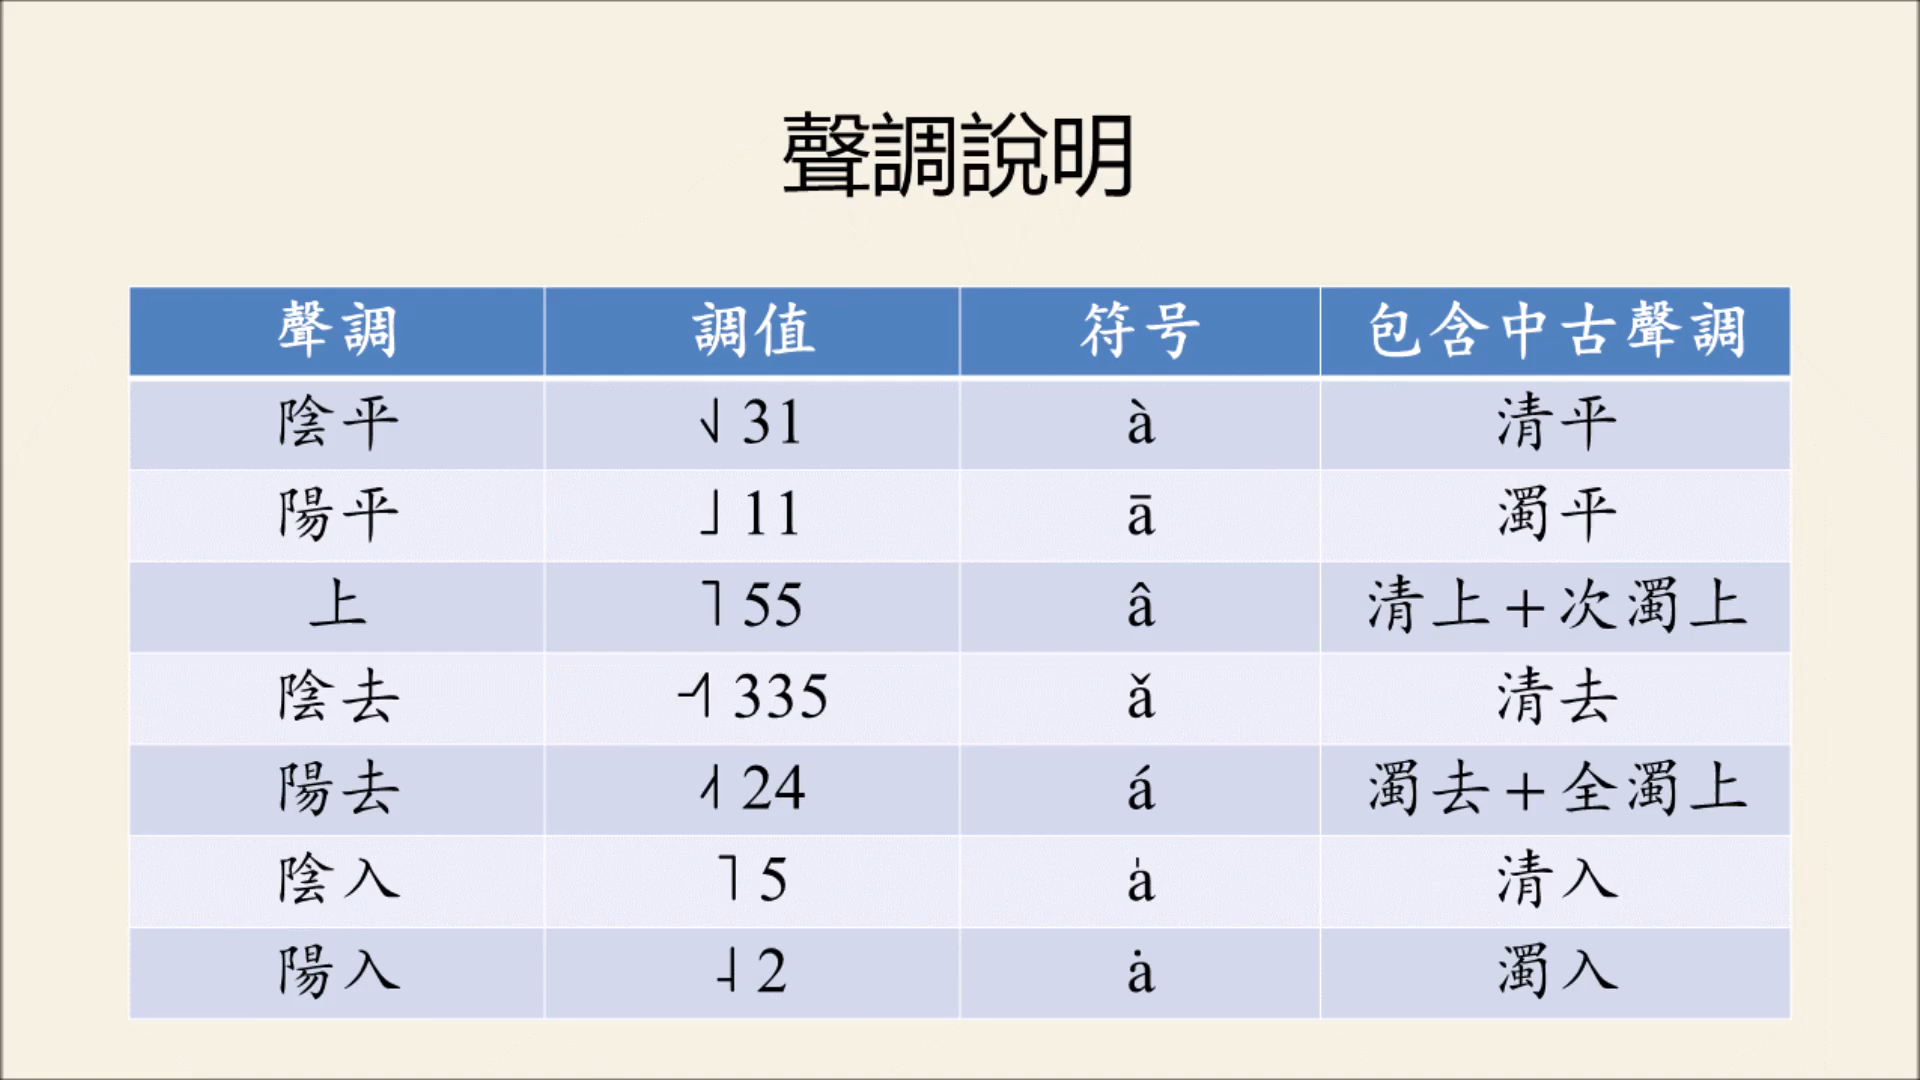 聲調說明
聲調 調值 符号 包含中古聲調
陰平 ˯˩ 31 à 清平
陽平 ˩ 11 ā 濁平
上 ˥ 55 â 清上+次濁上
陰去 ˧˧˥ 335 ǎ 清去
陽去 ˨˦ 24 á 濁去+全濁上
陰入 ˥ 5 a̍ 清入
陽入 ˨ 2 ȧ 濁入